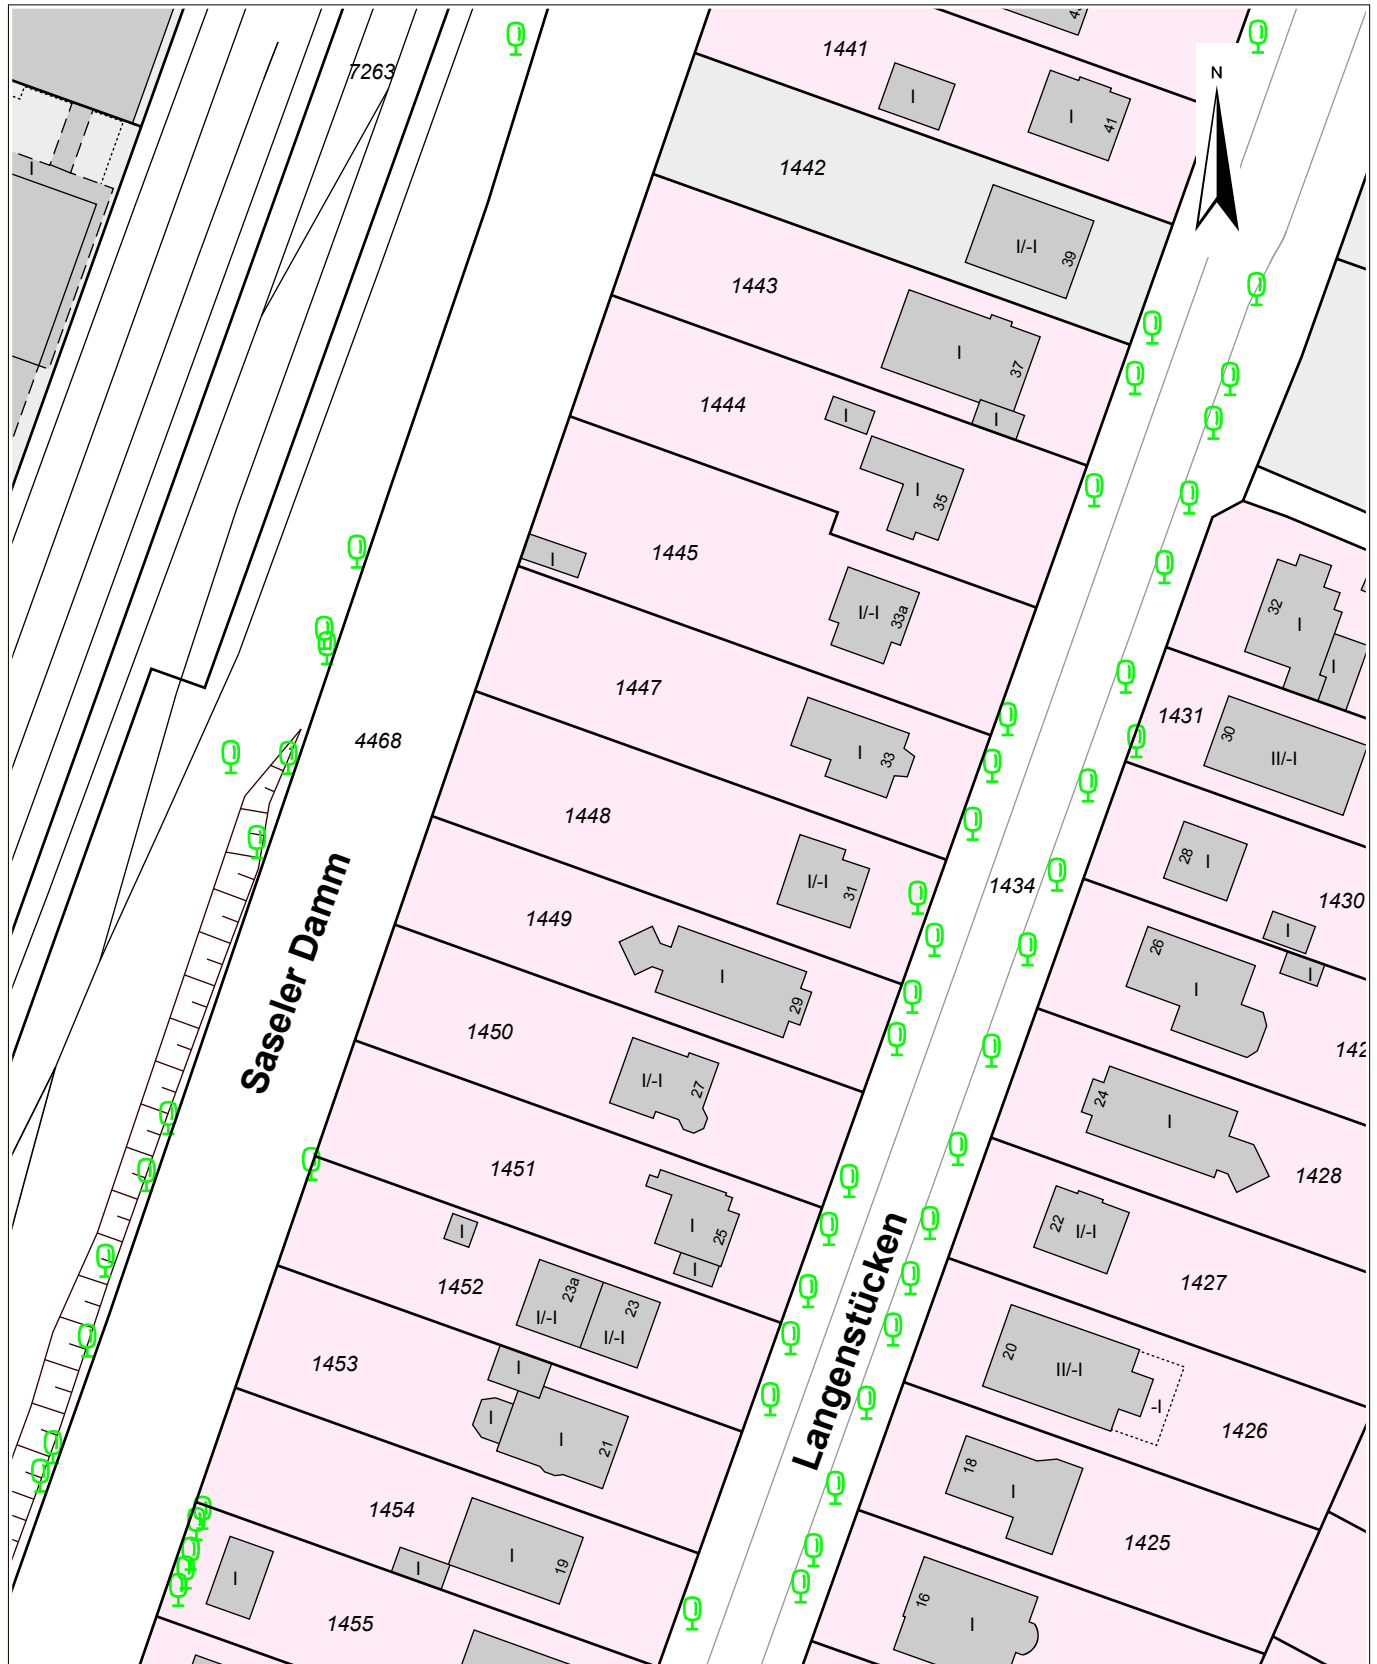 7263
1441
I
I
41
N
1442
I
I/-I
39
1443
I
37
1444
I
I
I
35
1445
I
I/-I
33a
32
I
I
1447
1431
30
II/-I
I
33
4468
1448
28
I
I/-I
31
1434
1430
1449
I
29
26
I
I
I
1450
I/-I
27
24
I
1451
1428
I
25
I
22
I/-I
I
1452
23a
I/-I
23
I/-I
1427
Saseler Damm
Langenstücken
1453
I
I
I
21
20
II/-I
-I
1426
1454
I
19
I
18
I
1425
I
1455
16
I